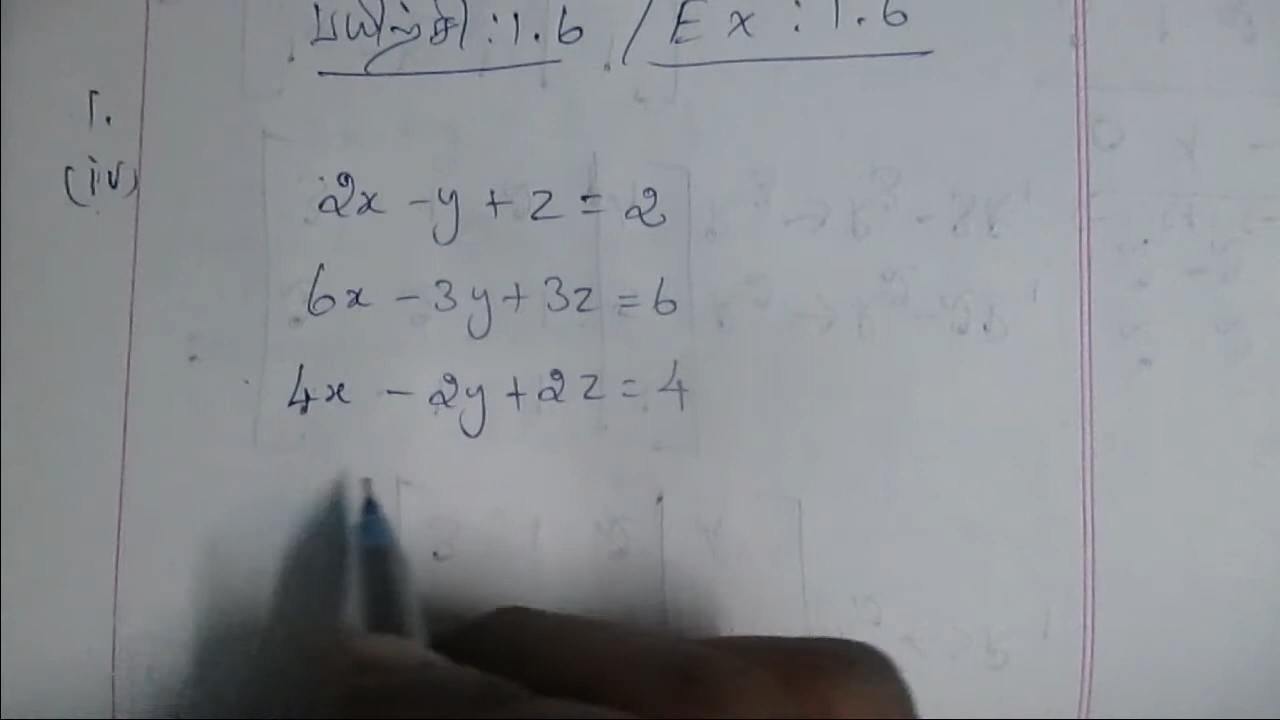 பயிற்சி : 1.6 / Ex : 1.6
1.
(iv)
2x - y + z = 2
6x - 3y + 3z = 6
4x - 2y + 2z = 4